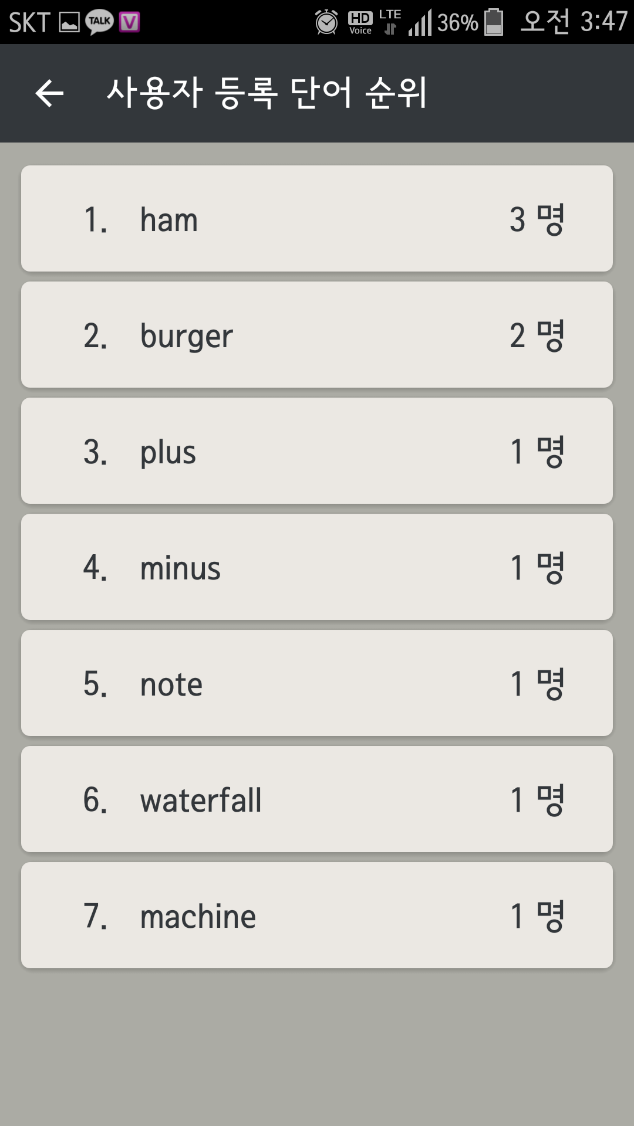 SKT TALK V HD Voice LTE 36% 오전 3:47
사용자 등록 단어 순위
1. ham 3 명
2. burger 2 명
3. plus 1 명
4. minus 1 명
5. note 1 명
6. waterfall 1 명
7. machine 1 명